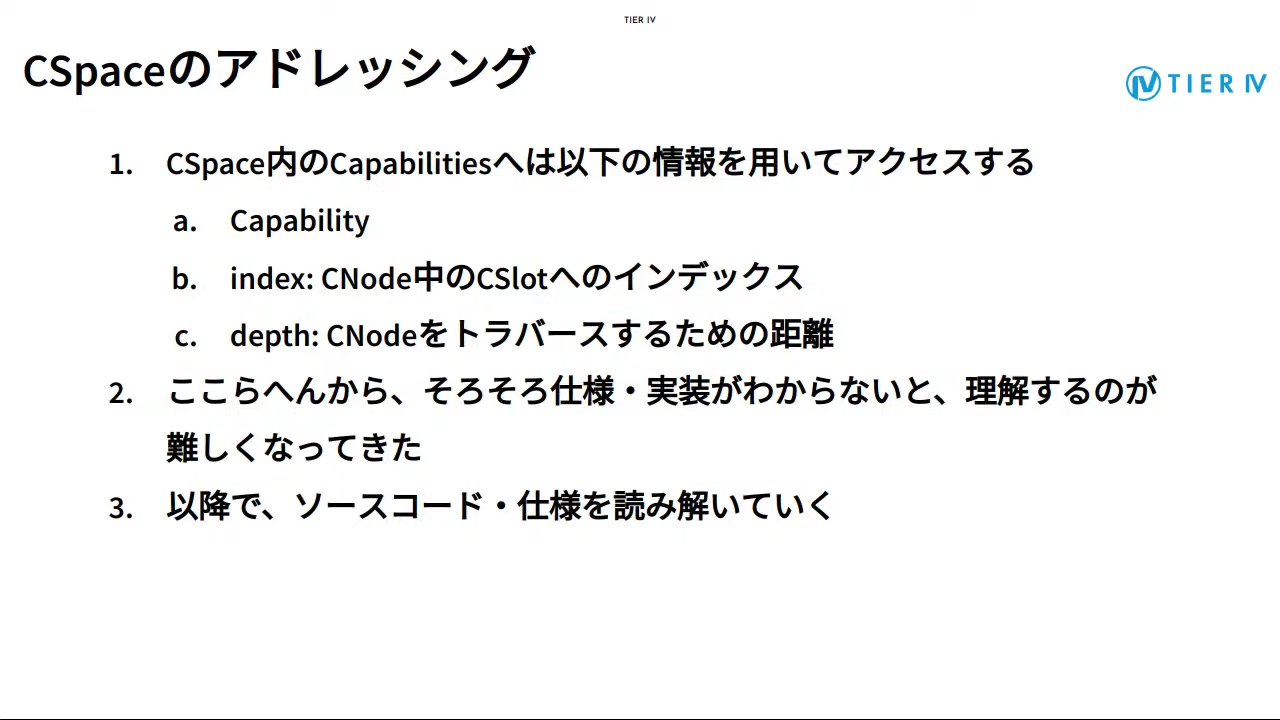 TIER IV
CSpaceのアドレッシング
TIER IV
1. CSpace内のCapabilitiesへは以下の情報を用いてアクセスする
a. Capability
b. index: CNode中のCSlotへのインデックス
c. depth: CNodeをトラバースするための距離
2. ここらへんから、そろそろ仕様・実装がわからないと、理解するのが
難しくなってきた
3. 以降で、ソースコード・仕様を読み解いていく